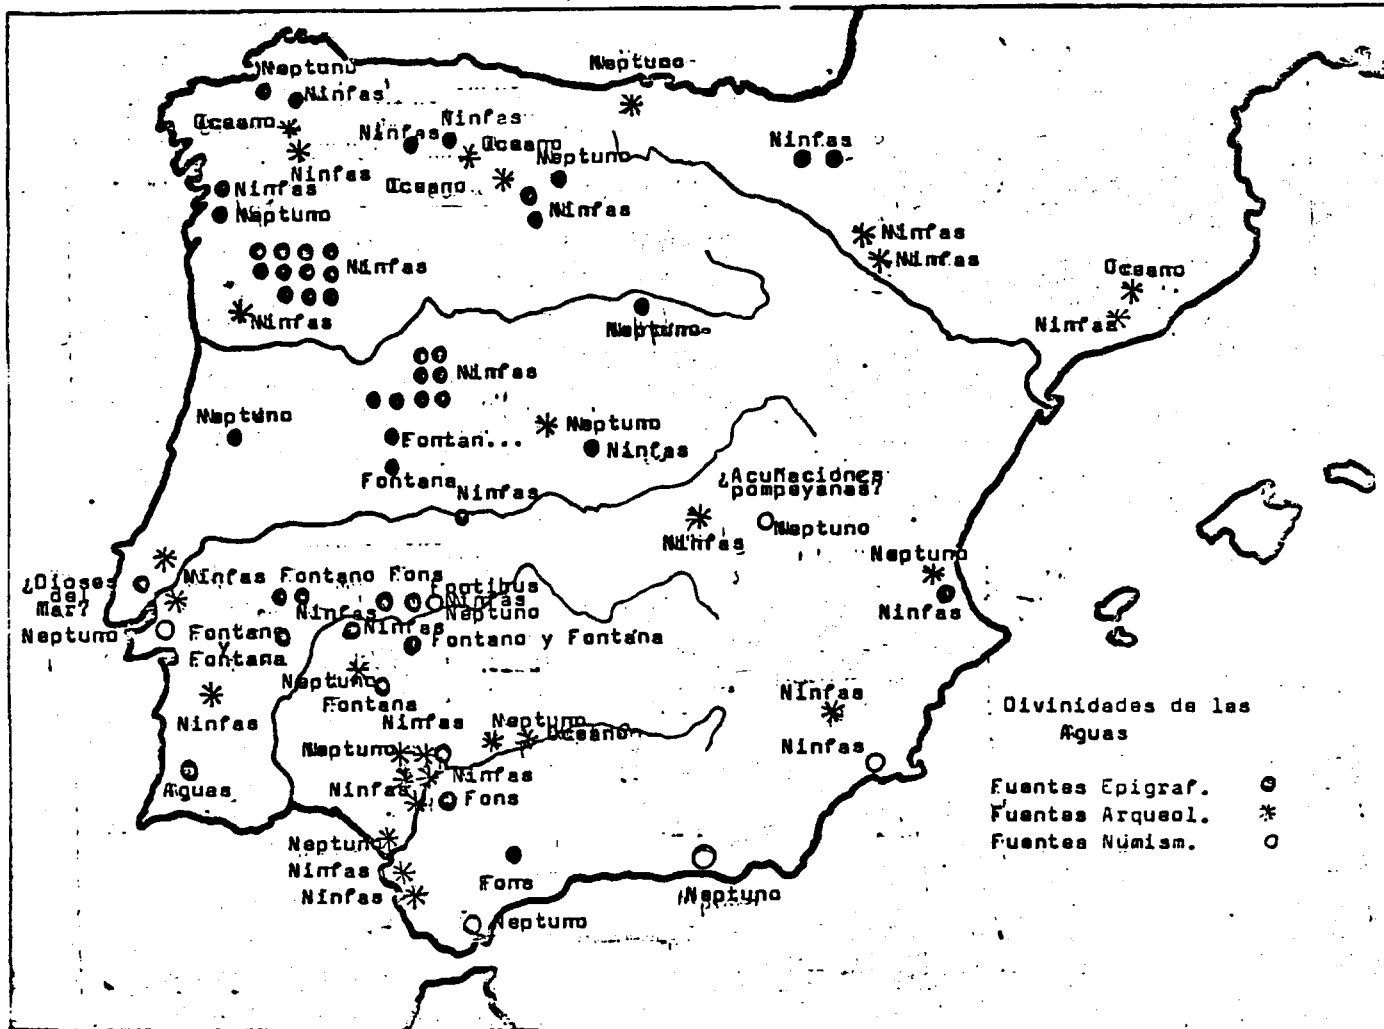 Neptuno
Ninfas
Oceano
Ninfas
Ninfas
Ninfas
Oceano
Oceano
Neptuno
Ninfas
Neptuno
Ninfas
Ninfas
Neptuno
Ninfas
Ninfas
Ninfas
Ninfas
Oceano
Ninfas
Neptuno
Ninfas
Neptuno
Fontan...
Fontana
Neptuno
Ninfas
Ninfas
¿Acuñaciones
pompeyanas?
Neptuno
Ninfas
Neptuno
Ninfas
¿Dioses
del
Mar?
Neptuno
Ninfas Fontano Fons
Fontibus
Ninfas
Neptuno
Ninfas
Ninfas
Fontano y Fontana
Fontano
y
Fontana
Neptuno
Fontana
Ninfas
Aguas
Ninfas
Neptuno
Oceano
Neptuno
Ninfas
Ninfas
Fons
Neptuno
Ninfas
Ninfas
Fons
Neptuno
Neptuno
Ninfas
Ninfas
Divinidades de las
Aguas
Fuentes Epigraf.
Fuentes Arqueol.
Fuentes Númism.